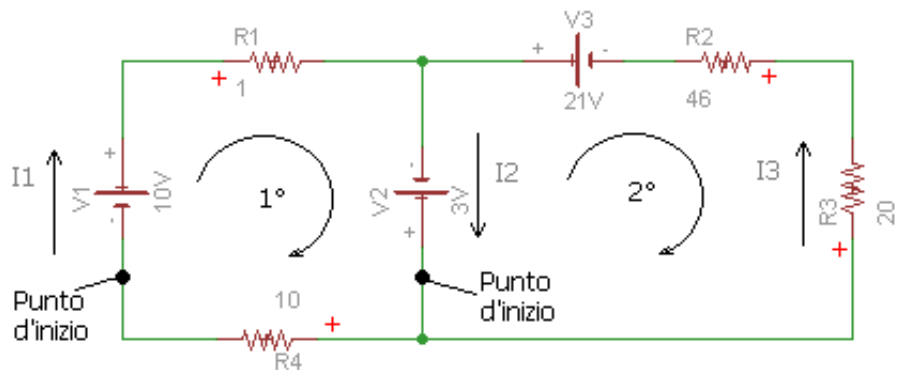 V3
R1
+
-
R2
+
1
21V
46
+
I1
+
V1
10V
-
1°
-
V2
3V
+
I2
2°
I3
R3
20
+
Punto
d'inizio
10
+
R4
Punto
d'inizio